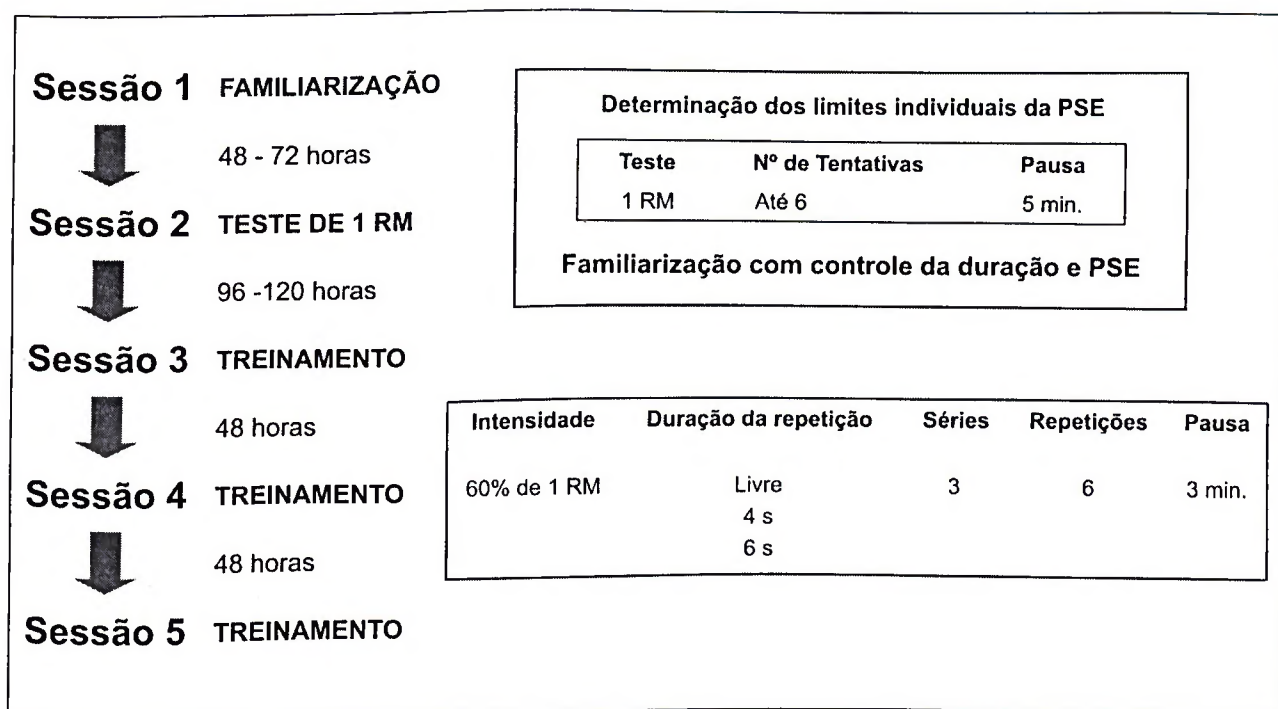 Sessão 1 FAMILIARIZAÇÃO
48 - 72 horas
Sessão 2 TESTE DE 1 RM
96 -120 horas
Sessão 3 TREINAMENTO
48 horas
Sessão 4 TREINAMENTO
48 horas
Sessão 5 TREINAMENTO
Determinação dos limites individuais da PSE
Teste Nº de Tentativas Pausa
1 RM Até 6 5 min.
Familiarização com controle da duração e PSE
Intensidade Duração da repetição Séries Repetições Pausa
60% de 1 RM Livre 3 6 3 min.
4 s
6 s